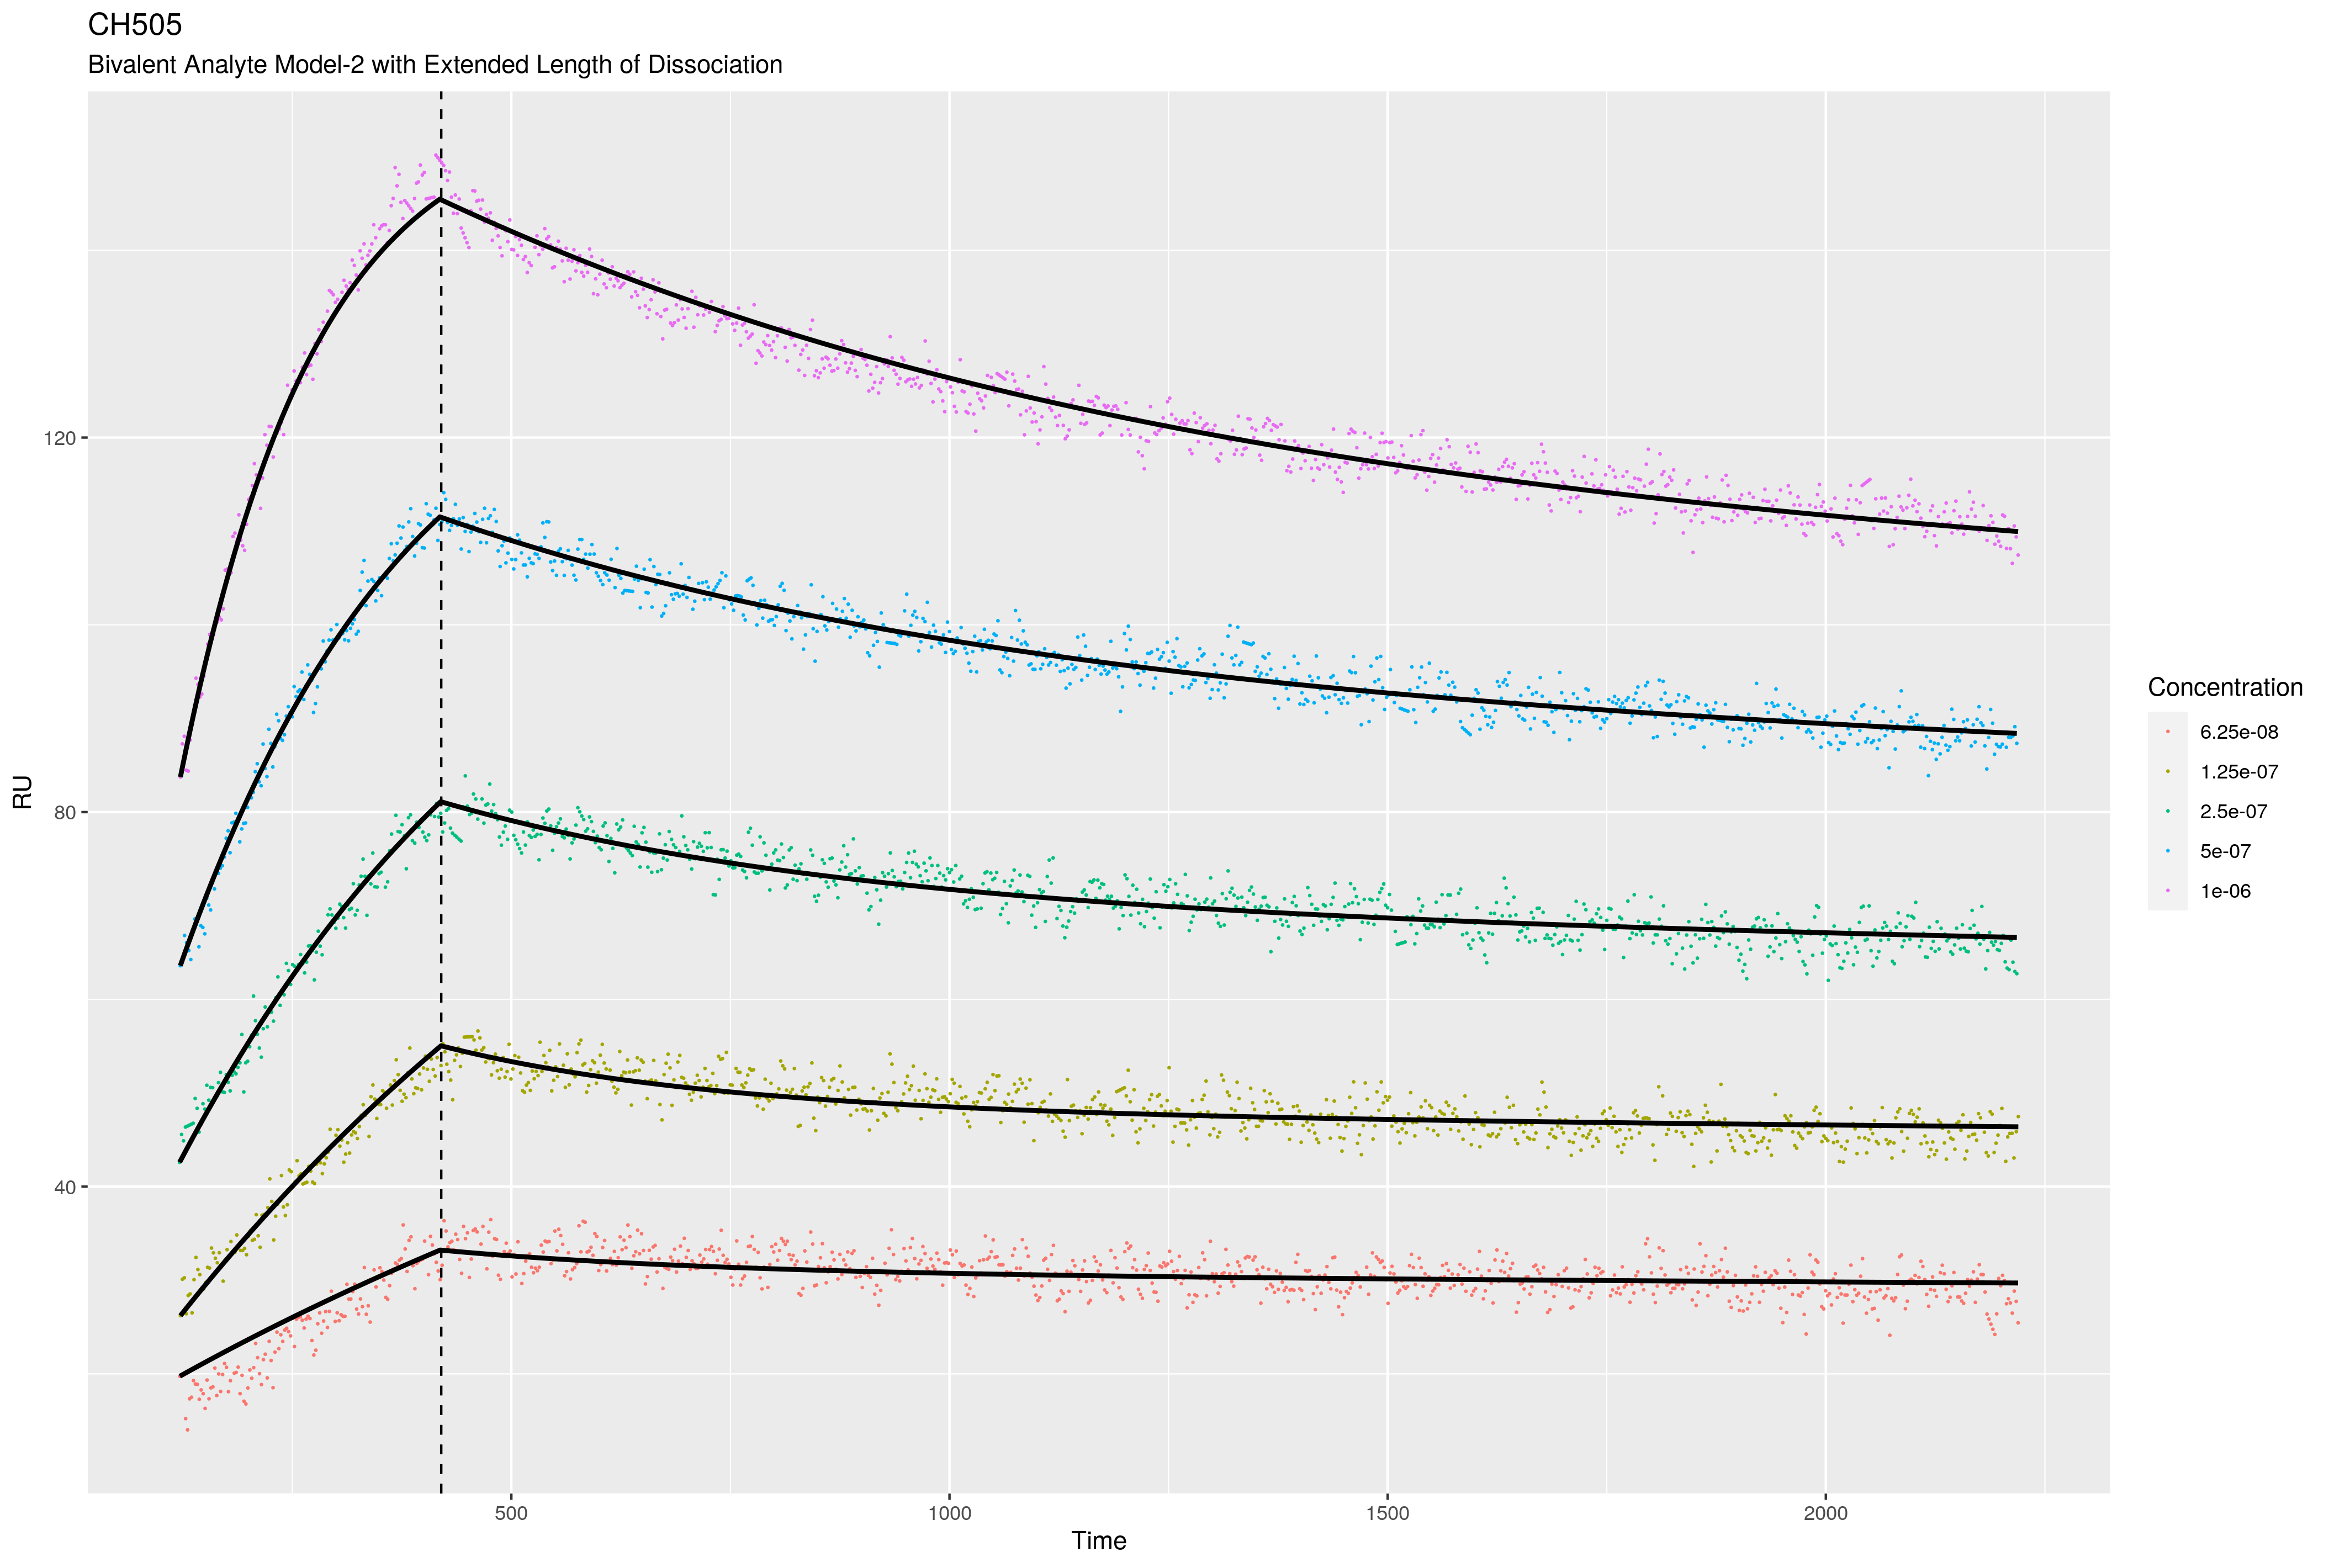 CH505
Bivalent Analyte Model-2 with Extended Length of Dissociation
120
80
40
RU
500 1000 1500 2000
Time
Concentration
6.25e-08
1.25e-07
2.5e-07
5e-07
1e-06